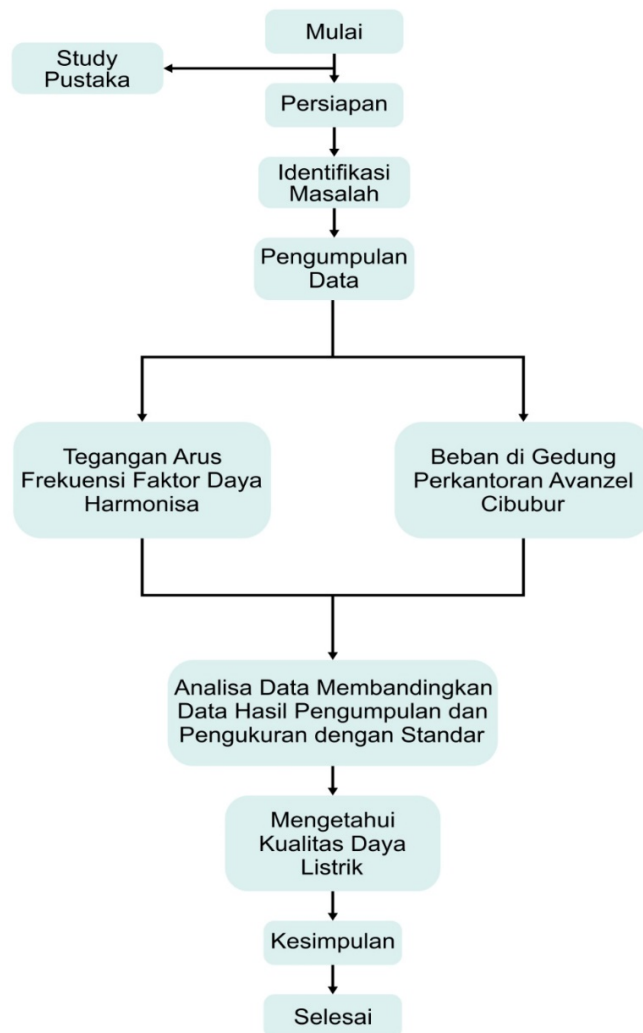 Mulai
Study
Pustaka
Persiapan
Identifikasi
Masalah
Pengumpulan
Data
Tegangan Arus
Frekuensi Faktor Daya
Harmonisa
Beban di Gedung
Perkantoran Avanzel
Cibubur
Analisa Data Membandingkan
Data Hasil Pengumpulan dan
Pengukuran dengan Standar
Mengetahui
Kualitas Daya
Listrik
Kesimpulan
Selesai